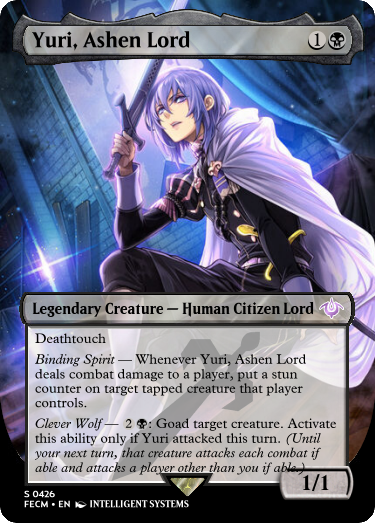 Yuri, Ashen Lord 1
Legendary Creature — Human Citizen Lord
Deathtouch
Binding Spirit — Whenever Yuri, Ashen Lord
deals combat damage to a player, put a stun
counter on target tapped creature that player
controls.
Clever Wolf — 2 : Goad target creature. Activate
this ability only if Yuri attacked this turn. (Until
your next turn, that creature attacks each combat if
able and attacks a player other than you if able.)
1/1
S 0426
FECM • EN INTELLIGENT SYSTEMS